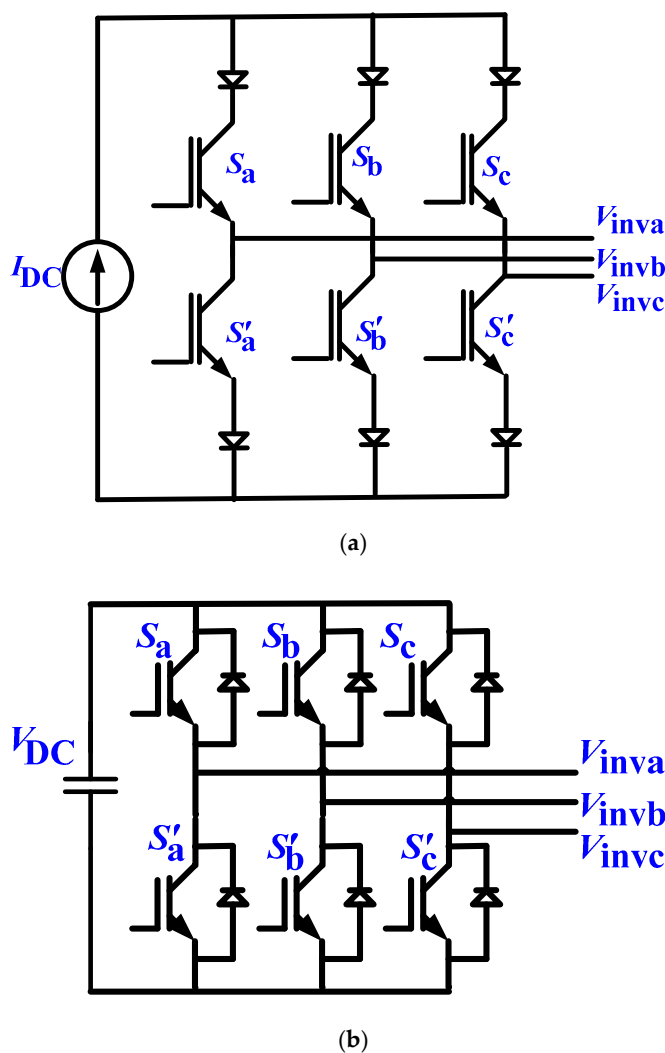 Sa
Sb
Sc
Vinva
IDC
Vinvb
Vinvc
S′a
S′b
S′c
(a)
Sa
Sb
Sc
VDC
Vinva
Vinvb
S′a
S′b
S′c
Vinvc
(b)